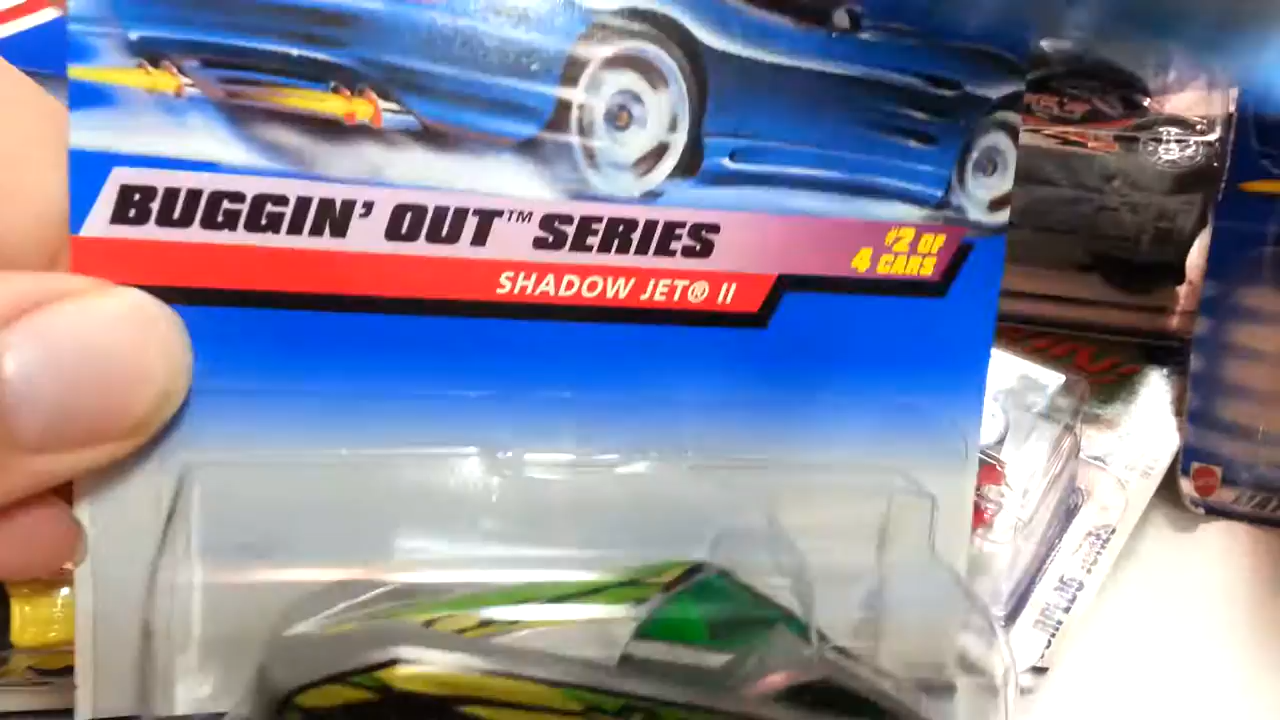 BUGGIN' OUT™ SERIES
#2 OF
4 CARS
SHADOW JET® II